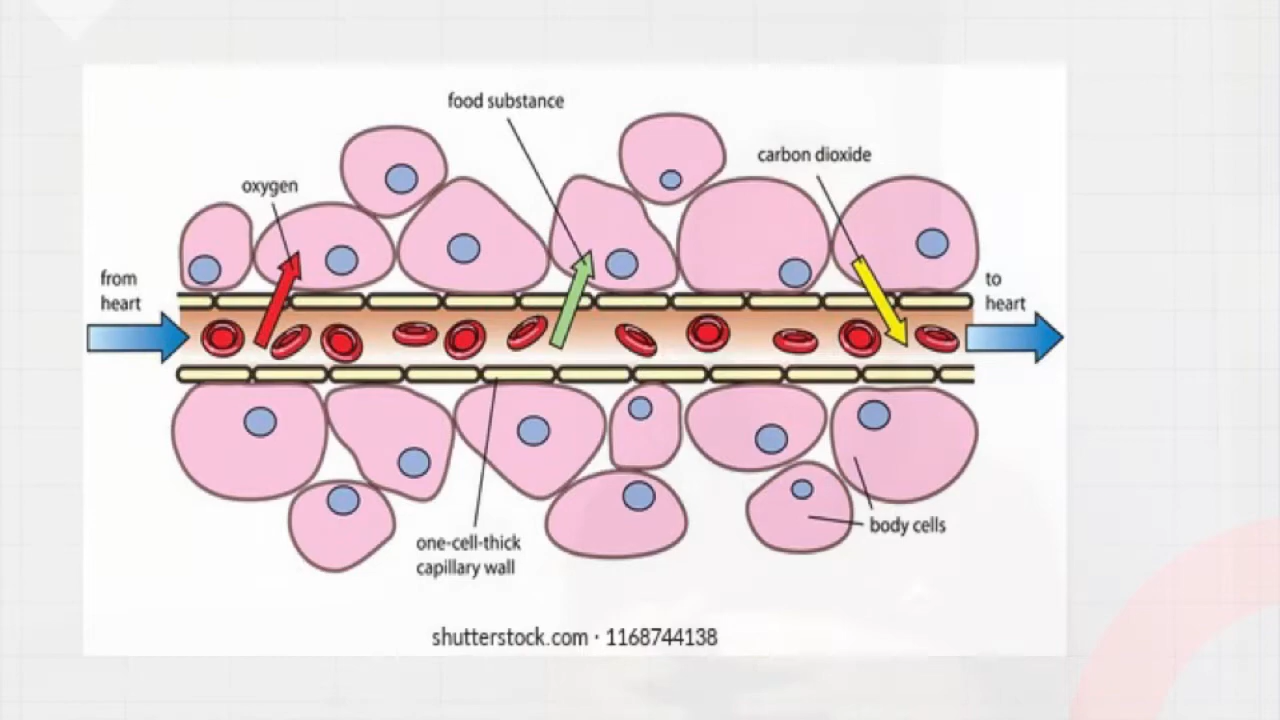 food substance
carbon dioxide
oxygen
from
heart
to
heart
one-cell-thick
capillary wall
body cells
shutterstock.com · 1168744138